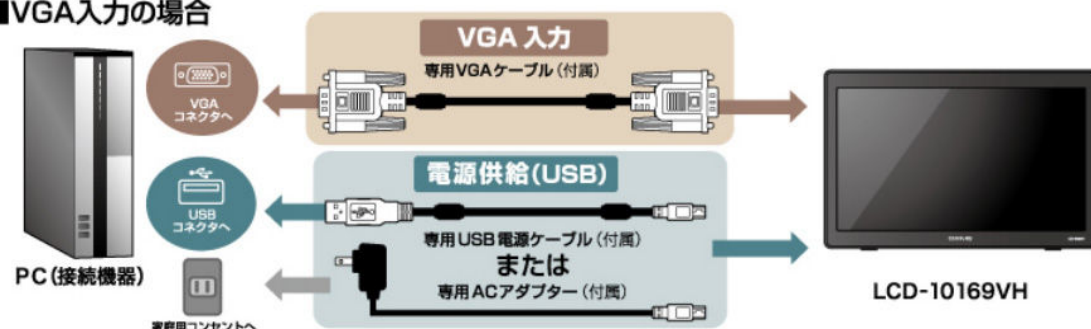 ■VGA入力の場合
VGA 入力
専用VGAケーブル(付属)
VGA
コネクタへ
電源供給(USB)
USB
コネクタへ
専用USB電源ケーブル(付属)
または
専用ACアダプター(付属)
PC(接続機器)
家庭用コンセントへ
LCD-10169VH